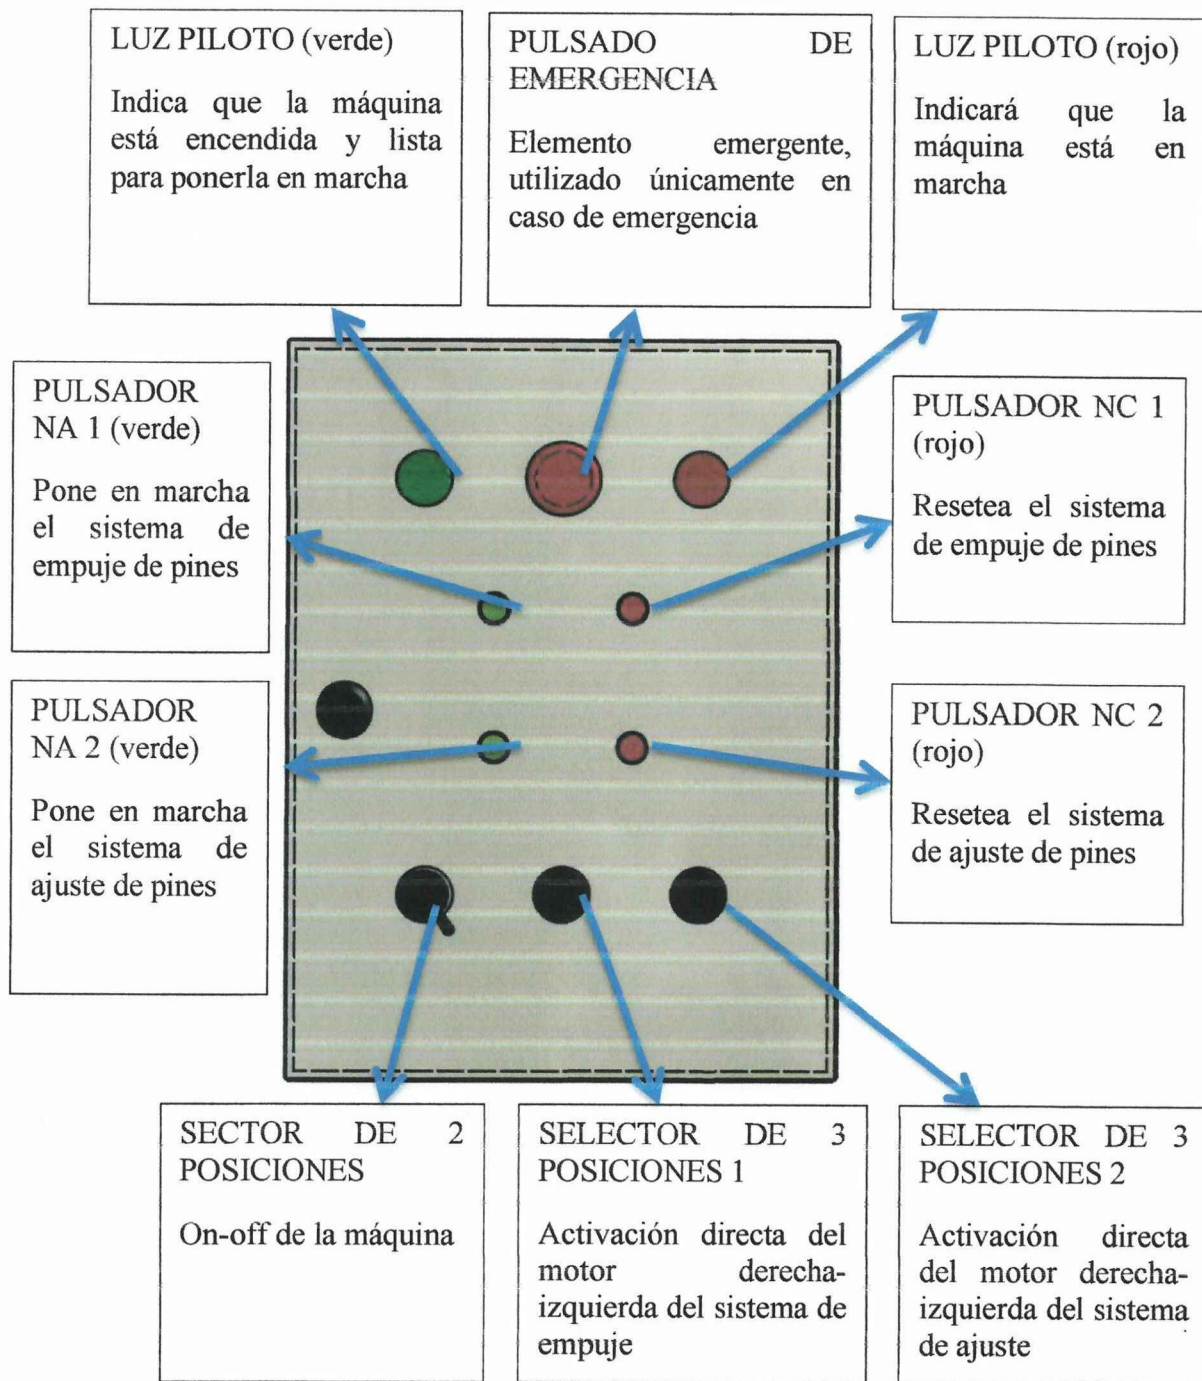 LUZ PILOTO (verde)
Indica que la máquina
está encendida y lista
para ponerla en marcha
PULSADO DE
EMERGENCIA
Elemento emergente,
utilizado únicamente en
caso de emergencia
LUZ PILOTO (rojo)
Indicará que la
máquina está en
marcha
PULSADOR
NA 1 (verde)
Pone en marcha
el sistema de
empuje de pines
PULSADOR NC 1
(rojo)
Resetea el sistema
de empuje de pines
PULSADOR
NA 2 (verde)
Pone en marcha
el sistema de
ajuste de pines
PULSADOR NC 2
(rojo)
Resetea el sistema
de ajuste de pines
SECTOR DE 2
POSICIONES
On-off de la máquina
SELECTOR DE 3
POSICIONES 1
Activación directa del
motor derecha-
izquierda del sistema de
empuje
SELECTOR DE 3
POSICIONES 2
Activación directa
del motor derecha-
izquierda del sistema
de ajuste